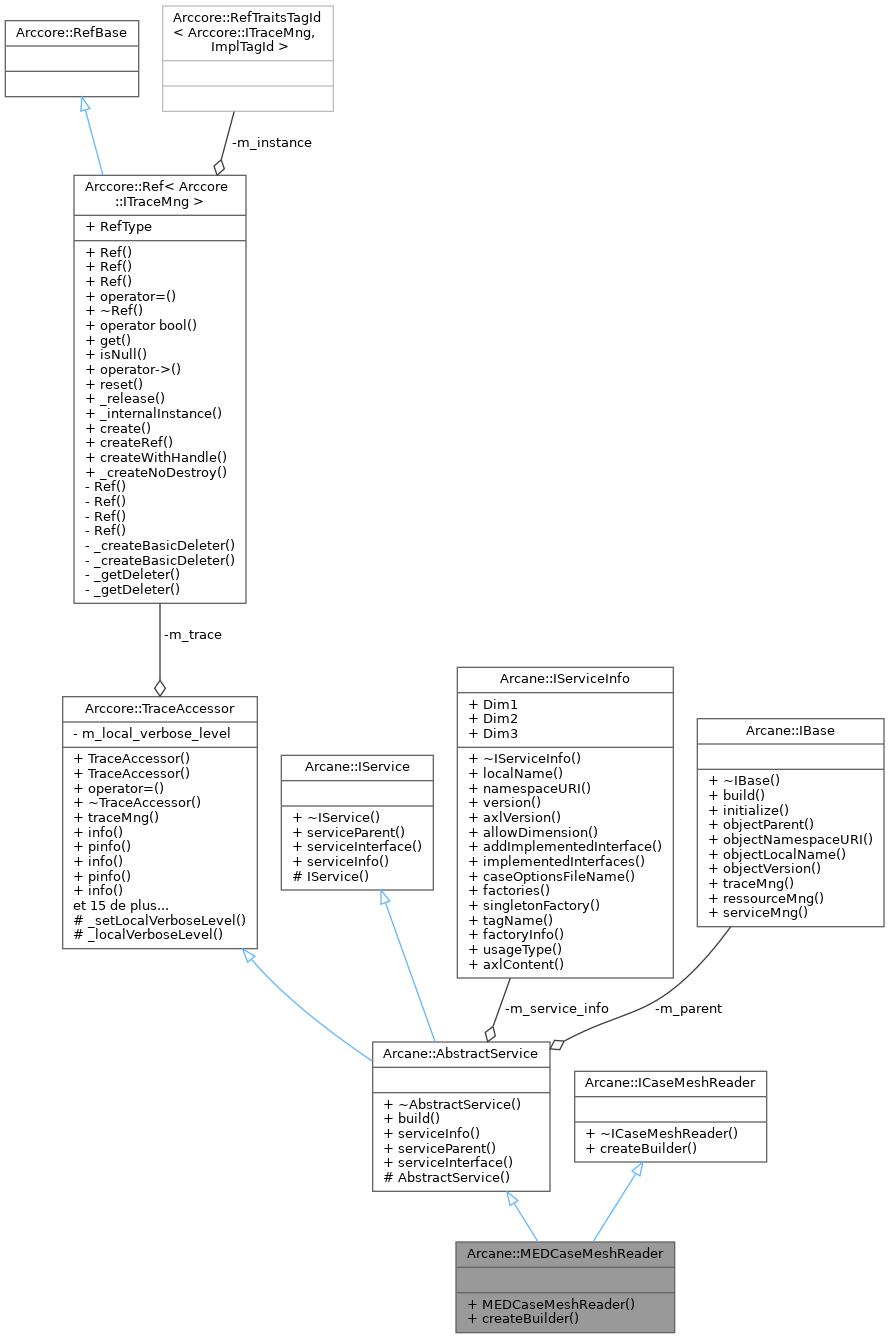 Arccore::RefBase
Arccore::RefTraitsTagId
< Arccore::ITraceMng,
ImplTagId >
-m_instance
Arccore::Ref< Arccore
::ITraceMng >
+ RefType
+ Ref()
+ Ref()
+ Ref()
+ operator=()
+ ~Ref()
+ operator bool()
+ get()
+ isNull()
+ operator->()
+ reset()
+ _release()
+ _internalInstance()
+ create()
+ createRef()
+ createWithHandle()
+ _createNoDestroy()
- Ref()
- Ref()
- Ref()
- Ref()
- _createBasicDeleter()
- _createBasicDeleter()
- _getDeleter()
- _getDeleter()
-m_trace
Arccore::TraceAccessor
- m_local_verbose_level
+ TraceAccessor()
+ TraceAccessor()
+ operator=()
+ ~TraceAccessor()
+ traceMng()
+ info()
+ pinfo()
+ info()
+ pinfo()
+ info()
et 15 de plus...
# _setLocalVerboseLevel()
# _localVerboseLevel()
Arcane::IService
+ ~IService()
+ serviceParent()
+ serviceInterface()
+ serviceInfo()
# IService()
Arcane::IServiceInfo
+ Dim1
+ Dim2
+ Dim3
+ ~IServiceInfo()
+ localName()
+ namespaceURI()
+ version()
+ axlVersion()
+ allowDimension()
+ addImplementedInterface()
+ implementedInterfaces()
+ caseOptionsFileName()
+ factories()
+ singletonFactory()
+ tagName()
+ factoryInfo()
+ usageType()
+ axlContent()
Arcane::IBase
+ ~IBase()
+ build()
+ initialize()
+ objectParent()
+ objectNamespaceURI()
+ objectLocalName()
+ objectVersion()
+ traceMng()
+ ressourceMng()
+ serviceMng()
-m_service_info
-m_parent
Arcane::AbstractService
+ ~AbstractService()
+ build()
+ serviceInfo()
+ serviceParent()
+ serviceInterface()
# AbstractService()
Arcane::ICaseMeshReader
+ ~ICaseMeshReader()
+ createBuilder()
Arcane::MEDCaseMeshReader
+ MEDCaseMeshReader()
+ createBuilder()